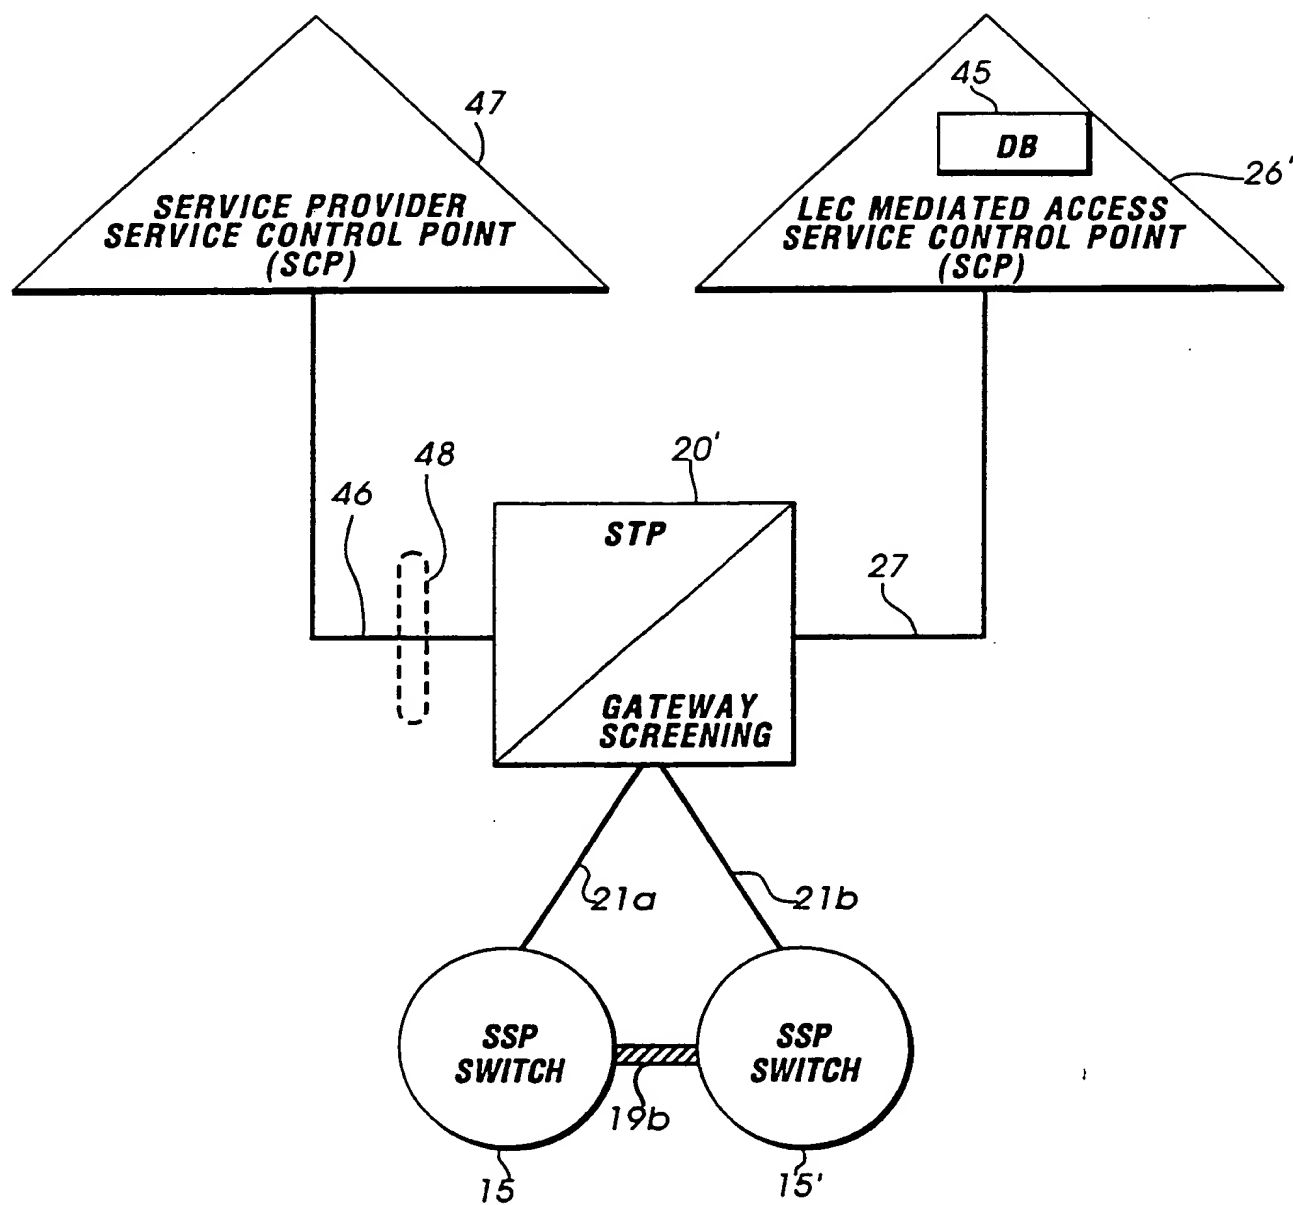 47
SERVICE PROVIDER
SERVICE CONTROL POINT
(SCP)
45
DB
26'
LEC MEDIATED ACCESS
SERVICE CONTROL POINT
(SCP)
48
46
20'
STP
27
GATEWAY
SCREENING
21a
21b
SSP
SWITCH
SSP
SWITCH
19b
15
15'